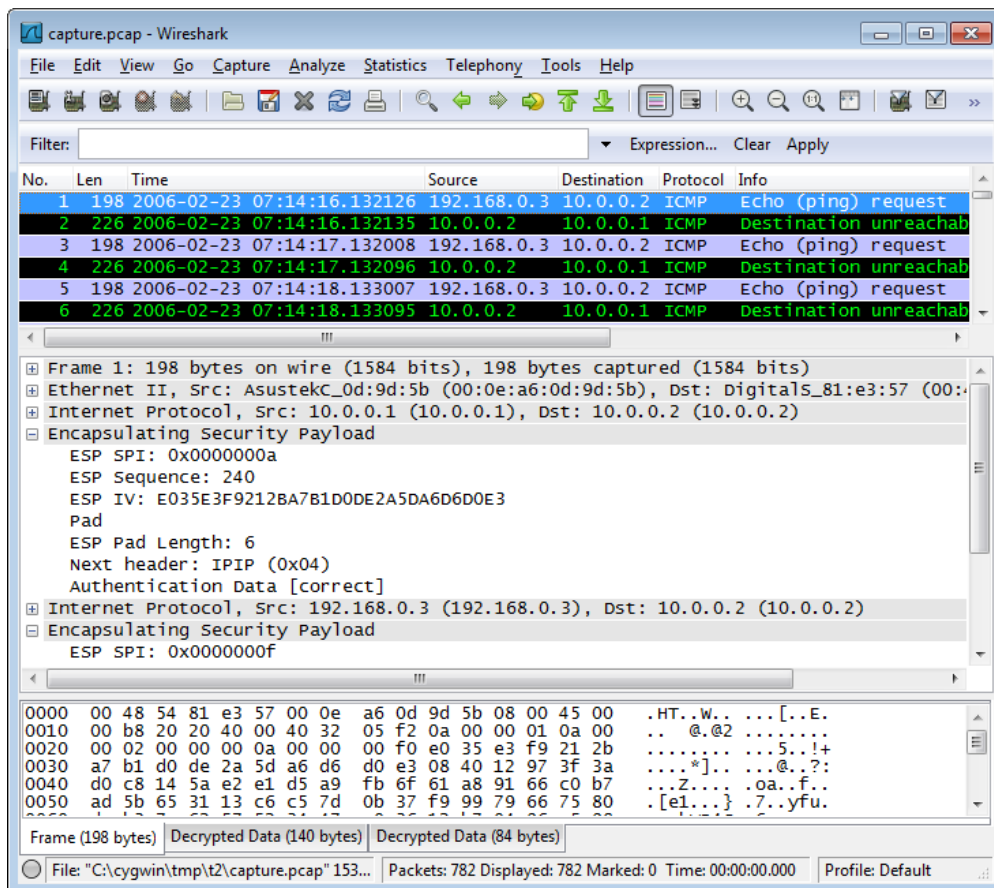 capture.pcap - Wireshark
File Edit View Go Capture Analyze Statistics Telephony Tools Help
Filter: Expression... Clear Apply
No. Len Time Source Destination Protocol Info
1 198 2006-02-23 07:14:16.132126 192.168.0.3 10.0.0.2 ICMP Echo (ping) request
2 226 2006-02-23 07:14:16.132135 10.0.0.2 10.0.0.1 ICMP Destination unreachab
3 198 2006-02-23 07:14:17.132008 192.168.0.3 10.0.0.2 ICMP Echo (ping) request
4 226 2006-02-23 07:14:17.132096 10.0.0.2 10.0.0.1 ICMP Destination unreachab
5 198 2006-02-23 07:14:18.133007 192.168.0.3 10.0.0.2 ICMP Echo (ping) request
6 226 2006-02-23 07:14:18.133095 10.0.0.2 10.0.0.1 ICMP Destination unreachab
Frame 1: 198 bytes on wire (1584 bits), 198 bytes captured (1584 bits)
Ethernet II, Src: AsustekC_0d:9d:5b (00:0e:a6:0d:9d:5b), Dst: DigitalS_81:e3:57 (00:4
Internet Protocol, Src: 10.0.0.1 (10.0.0.1), Dst: 10.0.0.2 (10.0.0.2)
Encapsulating Security Payload
ESP SPI: 0x0000000a
ESP Sequence: 240
ESP IV: E035E3F9212BA7B1D0DE2A5DA6D6D0E3
Pad
ESP Pad Length: 6
Next header: IPIP (0x04)
Authentication Data [correct]
Internet Protocol, Src: 192.168.0.3 (192.168.0.3), Dst: 10.0.0.2 (10.0.0.2)
Encapsulating Security Payload
ESP SPI: 0x0000000f
0000 00 48 54 81 e3 57 00 0e a6 0d 9d 5b 08 00 45 00 .HT..W.. ...[..E.
0010 00 b8 20 20 40 00 40 32 05 f2 0a 00 00 01 0a 00 ..  @.@2 ........
0020 00 02 00 00 00 0a 00 00 00 f0 e0 35 e3 f9 21 2b ........ ...5..!+
0030 a7 b1 d0 de 2a 5d a6 d6 d0 e3 08 40 12 97 3f 3a ....*].. ...@..?:
0040 d0 c8 14 5a e2 e1 d5 a9 fb 6f 61 a8 91 66 c0 b7 ...Z.... .oa..f..
0050 ad 5b 65 31 13 c6 c5 7d 0b 37 f9 99 79 66 75 80 .[e1...} .7..yfu.
Frame (198 bytes) Decrypted Data (140 bytes) Decrypted Data (84 bytes)
File: "C:\cygwin\tmp\t2\capture.pcap" 153... Packets: 782 Displayed: 782 Marked: 0 Time: 00:00:00.000 Profile: Default